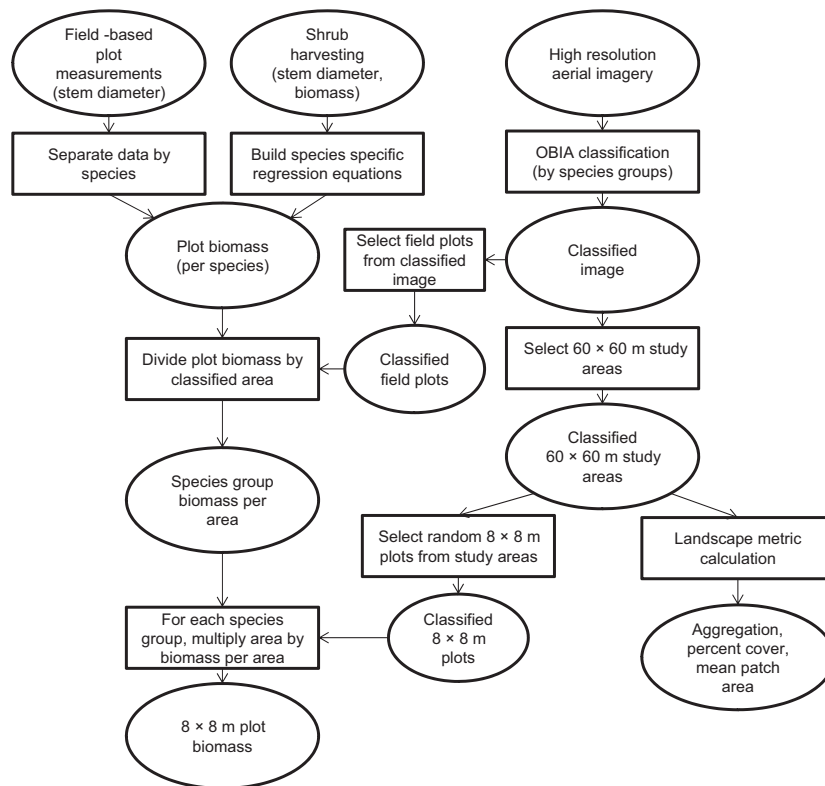 Field -based
plot
measurements
(stem diameter)
Shrub
harvesting
(stem diameter,
biomass)
High resolution
aerial imagery
Separate data by
species
Build species specific
regression equations
OBIA classification
(by species groups)
Plot biomass
(per species)
Select field plots
from classified
image
Classified
image
Divide plot biomass by
classified area
Classified
field plots
Select 60 × 60 m study
areas
Species group
biomass per
area
Classified
60 × 60 m study
areas
Select random 8 × 8 m
plots from study areas
Landscape metric
calculation
For each species
group, multiply area by
biomass per area
Classified
8 × 8 m
plots
Aggregation,
percent cover,
mean patch
area
8 × 8 m plot
biomass